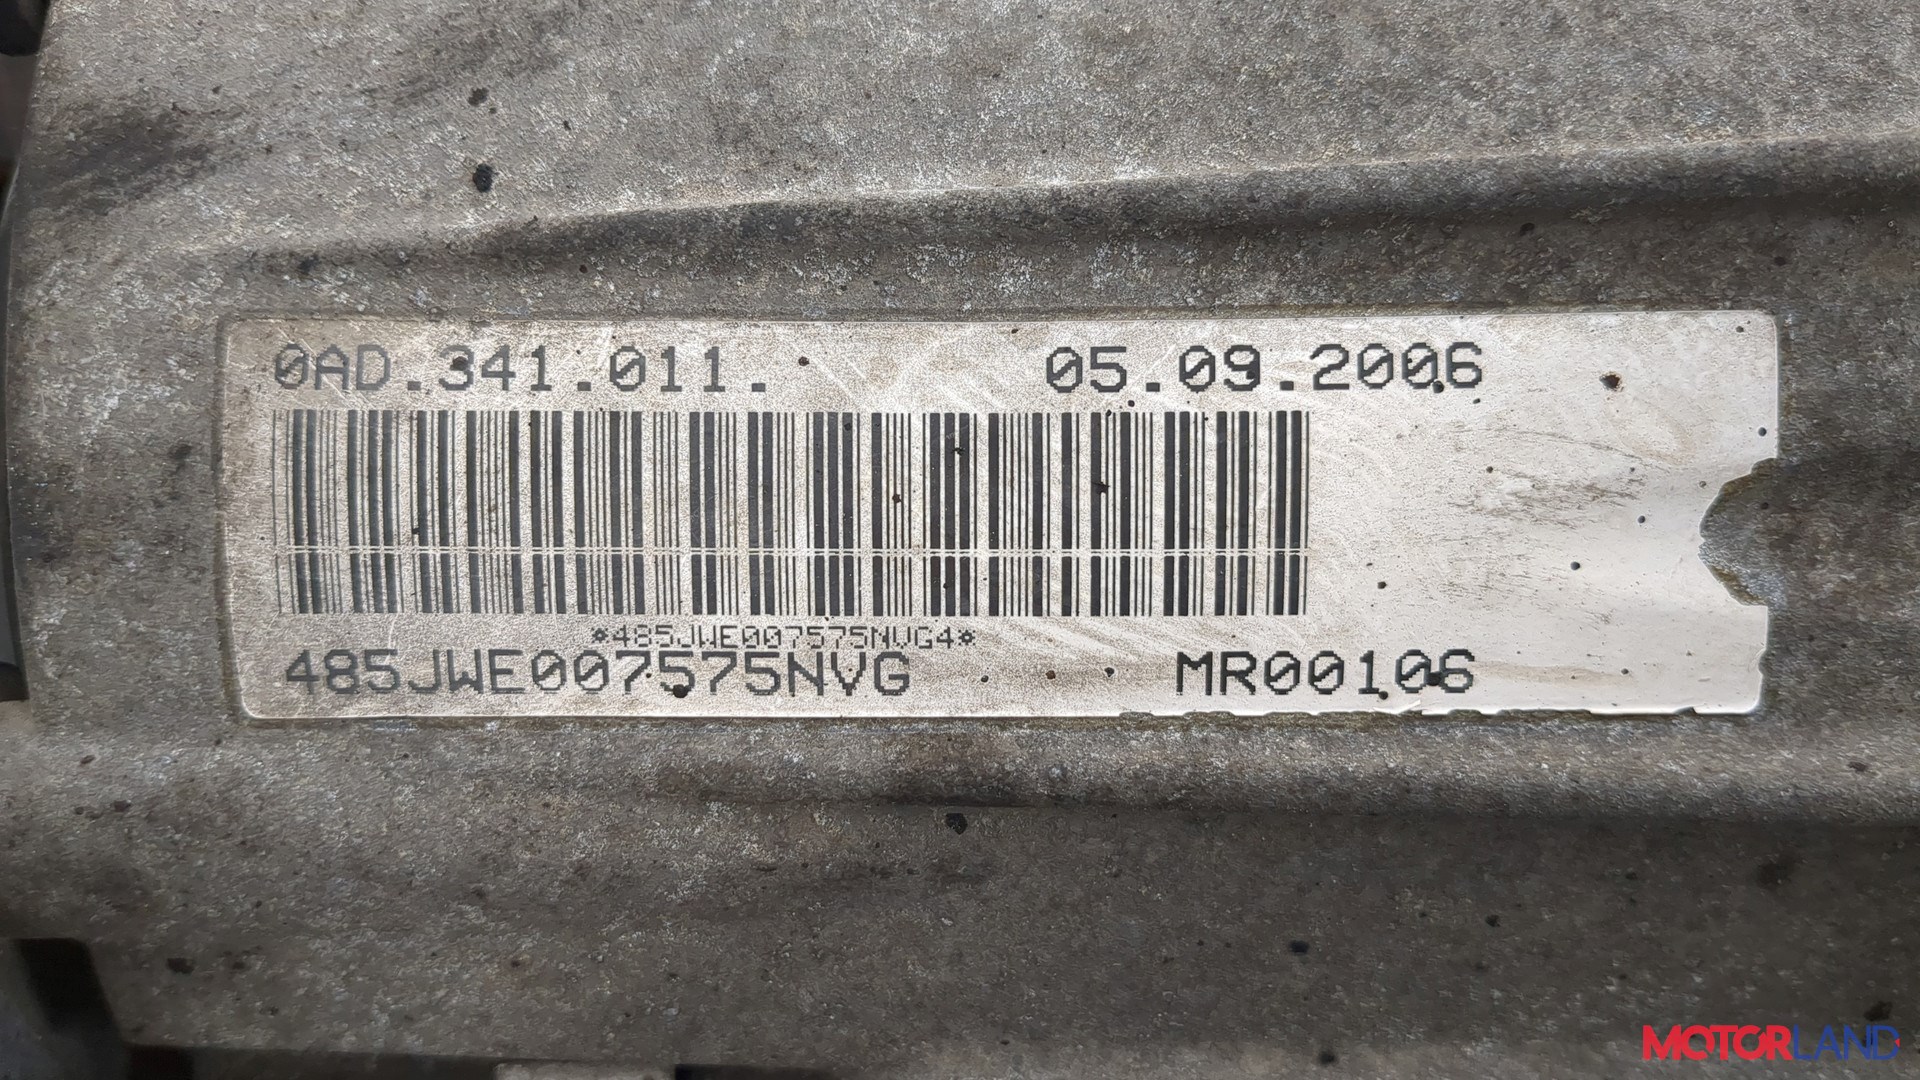 0AD.341.011. 05.09.2006
*485JWE007575NVG4*
485JWE007575NVG MR00106
MOTORLAND